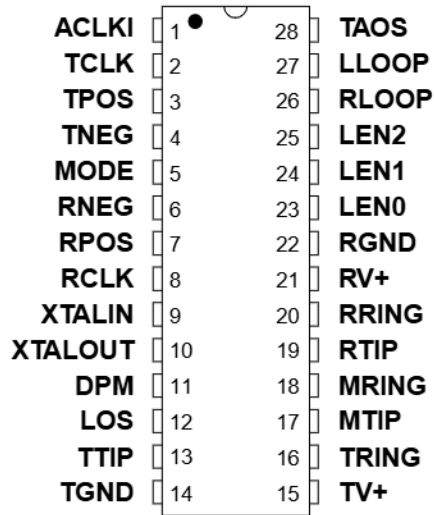 ACLKI 1 28 TAOS
TCLK 2 27 LLOOP
TPOS 3 26 RLOOP
TNEG 4 25 LEN2
MODE 5 24 LEN1
RNEG 6 23 LEN0
RPOS 7 22 RGND
RCLK 8 21 RV+
XTALIN 9 20 RRING
XTALOUT 10 19 RTIP
DPM 11 18 MRING
LOS 12 17 MTIP
TTIP 13 16 TRING
TGND 14 15 TV+